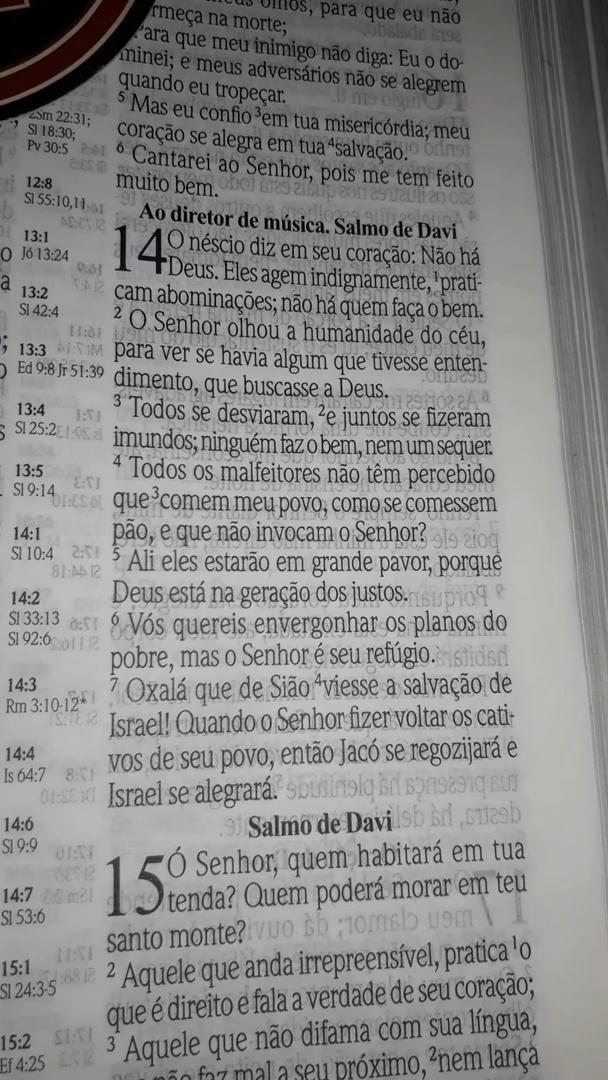 olhos, para que eu não
na morte;
Para que meu inimigo não diga: Eu o do-
minei; e meus adversários não se alegrem
quando eu tropeçar.
5 Mas eu confio 3em tua misericórdia; meu
coração se alegra em tua 4salvação.
6 Cantarei ao Senhor, pois me tem feito
muito bem.
Ao diretor de música. Salmo de Davi
14 O néscio diz em seu coração: Não há
Deus. Eles agem indignamente, 1prati-
cam abominações; não há quem faça o bem.
2 O Senhor olhou a humanidade do céu,
para ver se havia algum que tivesse enten-
dimento, que buscasse a Deus.
3 Todos se desviaram, 2e juntos se fizeram
imundos; ninguém faz o bem, nem um sequer.
4 Todos os malfeitores não têm percebido
que 3comem meu povo, como se comessem
pão, e que não invocam o Senhor?
5 Ali eles estarão em grande pavor, porque
Deus está na geração dos justos.
6 Vós quereis envergonhar os planos do
pobre, mas o Senhor é seu refúgio.
7 Oxalá que de Sião 4viesse a salvação de
Israel! Quando o Senhor fizer voltar os cati-
vos de seu povo, então Jacó se regozijará e
Israel se alegrará.
Salmo de Davi
15 Ó Senhor, quem habitará em tua
tenda? Quem poderá morar em teu
santo monte?
2 Aquele que anda irrepreensível, pratica 1o
que é direito e fala a verdade de seu coração;
3 Aquele que não difama com sua língua,
não faz mal a seu próximo, 2nem lança
2Sm 22:31;
Sl 18:30;
Pv 30:5
12:8
Sl 55:10,11
13:1
Jó 13:24
13:2
Sl 42:4
13:3
Ed 9:8 Jr 51:39
13:4
Sl 25:2
13:5
Sl 9:14
14:1
Sl 10:4
14:2
Sl 33:13
Sl 92:6
14:3
Rm 3:10-12*
14:4
Is 64:7
14:6
Sl 9:9
14:7
Sl 53:6
15:1
Sl 24:3-5
15:2
Ef 4:25